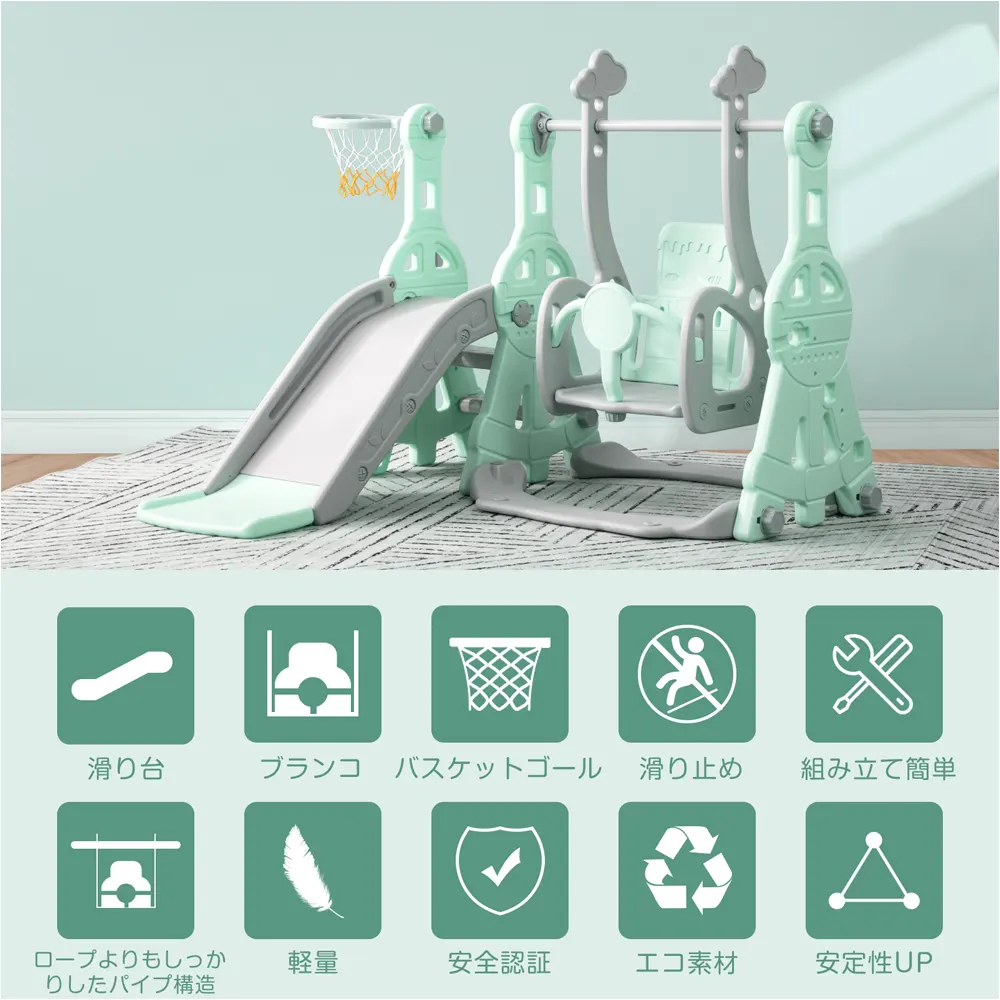 滑り台
ブランコ
バスケットゴール
滑り止め
組み立て簡単
ロープよりもしっか
りしたパイプ構造
軽量
安全認証
エコ素材
安定性UP